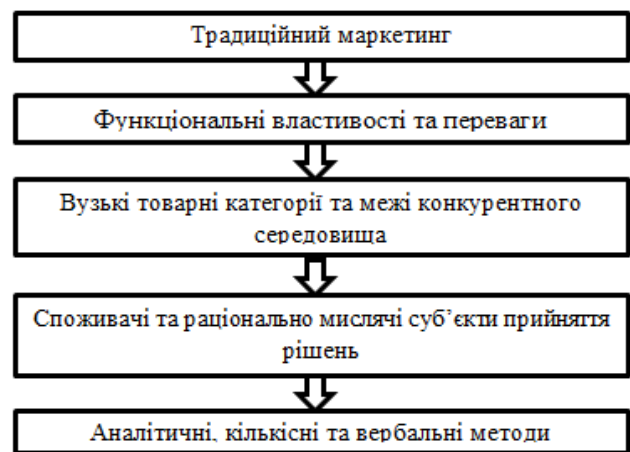 Традиційний маркетинг
Функціональні властивості та переваги
Вузькі товарні категорії та межі конкурентного
середовища
Споживачі та раціонально мислячі суб’єкти прийняття
рішень
Аналітичні, кількісні та вербальні методи